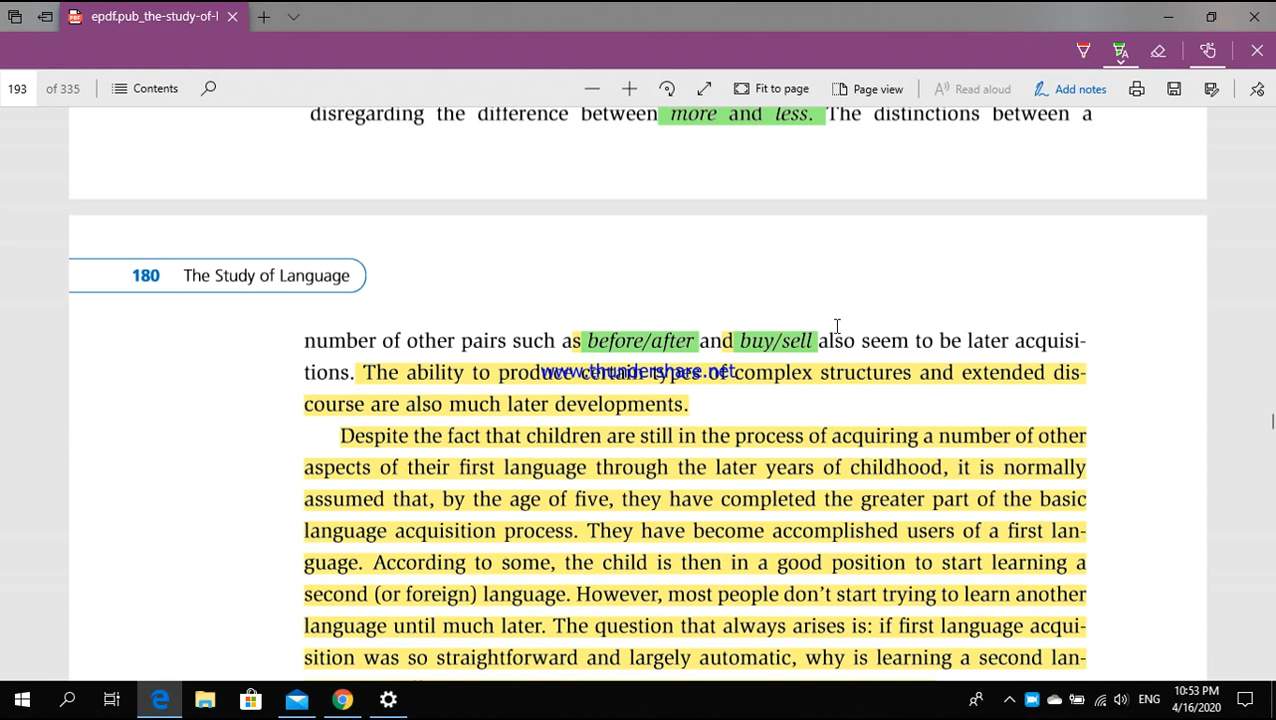 epdf.pub_the-study-of-l
193 of 335 Contents Fit to page Page view Read aloud Add notes
disregarding the difference between more and less. The distinctions between a
180 The Study of Language
number of other pairs such as before/after and buy/sell also seem to be later acquisi-
tions. The ability to produce certain types of complex structures and extended dis-
www.thundershare.net
course are also much later developments.
Despite the fact that children are still in the process of acquiring a number of other
aspects of their first language through the later years of childhood, it is normally
assumed that, by the age of five, they have completed the greater part of the basic
language acquisition process. They have become accomplished users of a first lan-
guage. According to some, the child is then in a good position to start learning a
second (or foreign) language. However, most people don't start trying to learn another
language until much later. The question that always arises is: if first language acqui-
sition was so straightforward and largely automatic, why is learning a second lan-
ENG
10:53 PM
4/16/2020